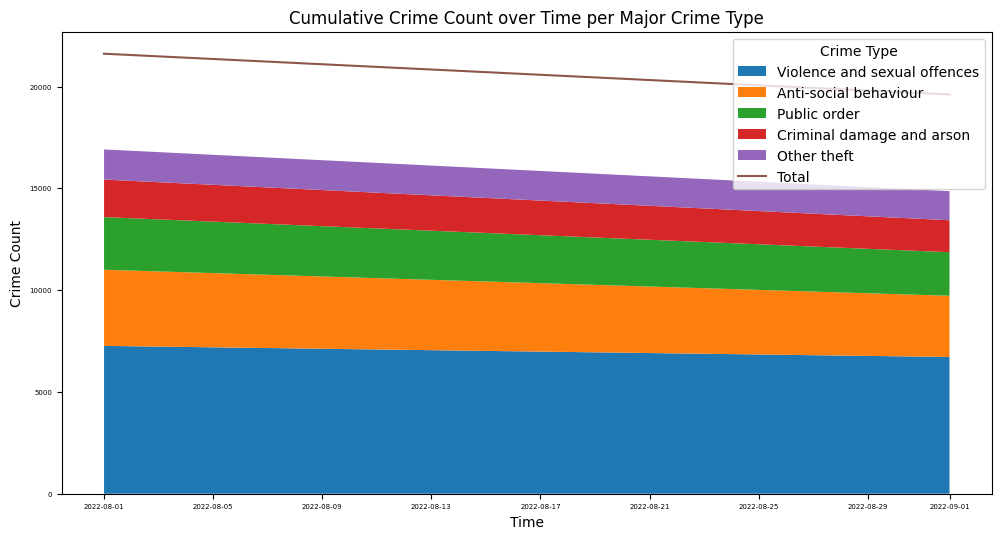 Cumulative Crime Count over Time per Major Crime Type
Crime Type
Violence and sexual offences
Anti-social behaviour
Public order
Criminal damage and arson
Other theft
Total
Crime Count
20000
15000
10000
5000
0
2022-08-01 2022-08-05 2022-08-09 2022-08-13 2022-08-17 2022-08-21 2022-08-25 2022-08-29 2022-09-01
Time